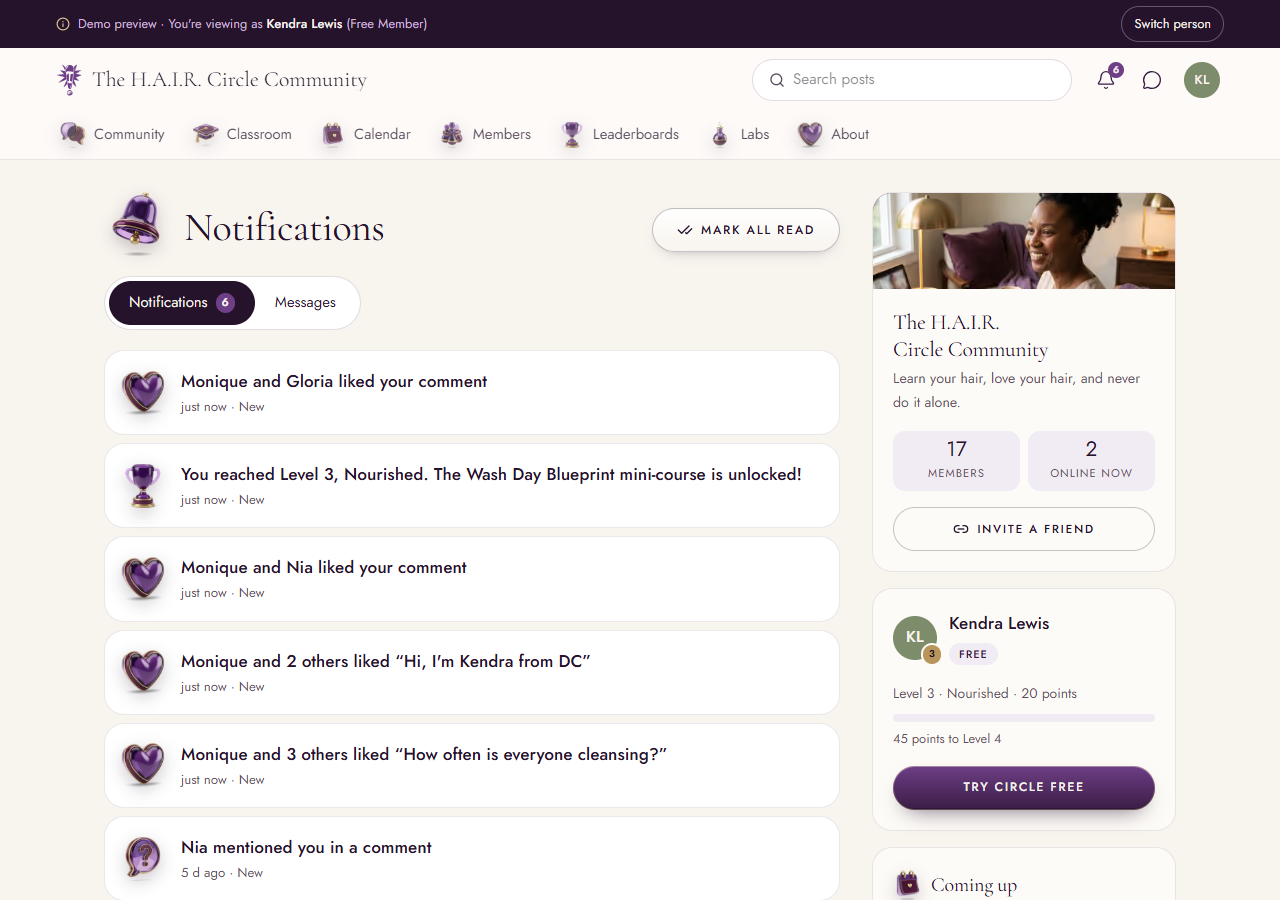 Demo preview · You're viewing as Kendra Lewis (Free Member)
Switch person
The H.A.I.R. Circle Community
Search posts
6
KL
Community
Classroom
Calendar
Members
Leaderboards
Labs
About
Notifications
MARK ALL READ
Notifications 6
Messages
Monique and Gloria liked your comment
just now · New
You reached Level 3, Nourished. The Wash Day Blueprint mini-course is unlocked!
just now · New
Monique and Nia liked your comment
just now · New
Monique and 2 others liked “Hi, I'm Kendra from DC”
just now · New
Monique and 3 others liked “How often is everyone cleansing?”
just now · New
?
Nia mentioned you in a comment
5 d ago · New
The H.A.I.R.
Circle Community
Learn your hair, love your hair, and never
do it alone.
17
MEMBERS
2
ONLINE NOW
INVITE A FRIEND
KL
3
Kendra Lewis
FREE
Level 3 · Nourished · 20 points
45 points to Level 4
TRY CIRCLE FREE
Coming up